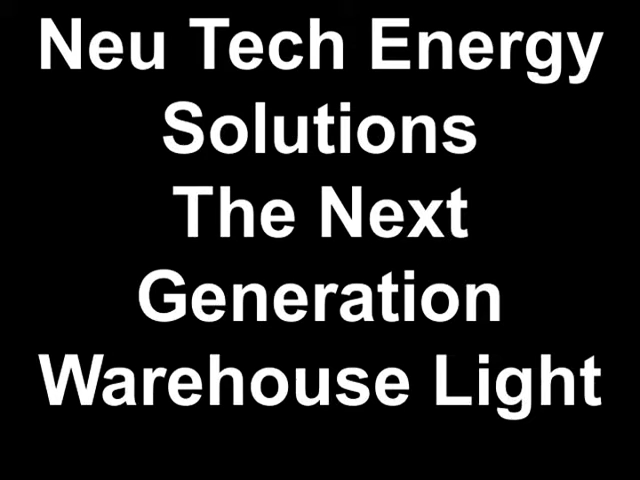 Neu Tech Energy
Solutions
The Next
Generation
Warehouse Light